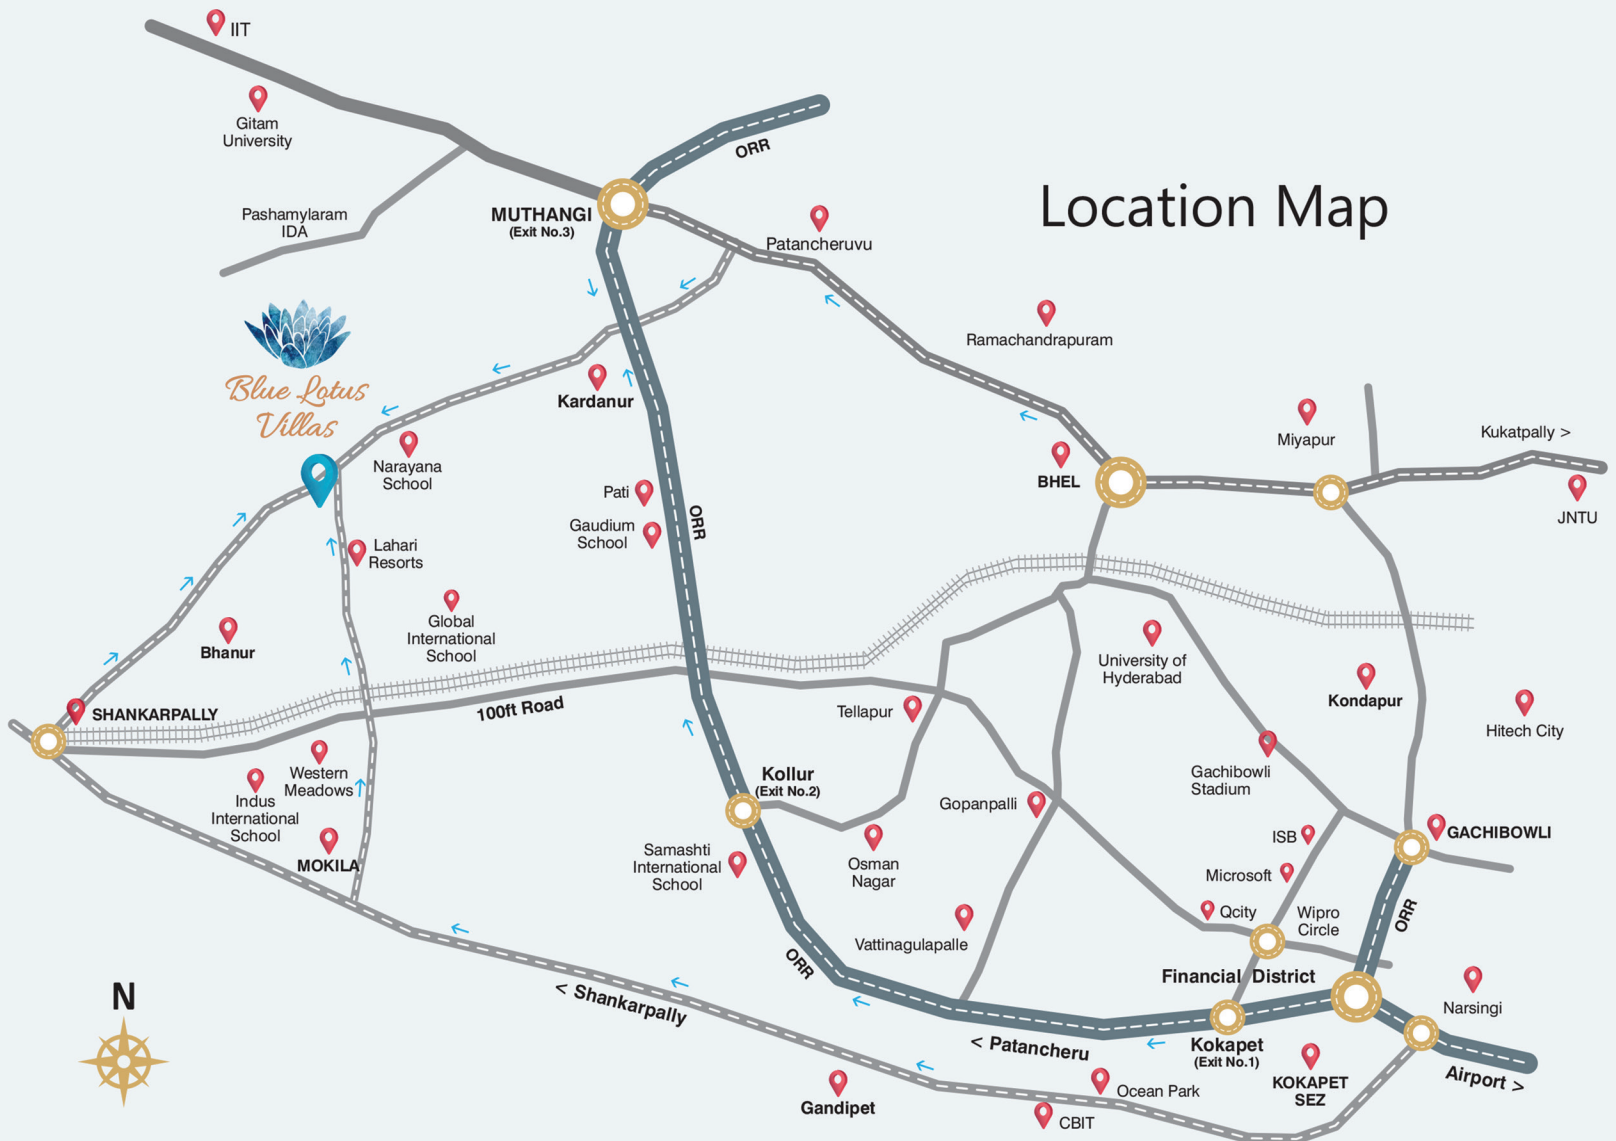 IIT
Gitam
University
ORR
Pashamylaram
IDA
MUTHANGI
(Exit No.3)
Patancheruvu
Location Map
Ramachandrapuram
Blue Lotus
Villas
Kardanur
Miyapur
Kukatpally >
Narayana
School
BHEL
JNTU
Pati
Gaudium
School
ORR
Lahari
Resorts
Global
International
School
Bhanur
University of
Hyderabad
Kondapur
SHANKARPALLY
100ft Road
Tellapur
Hitech City
Western
Meadows
Indus
International
School
MOKILA
Kollur
(Exit No.2)
Gachibowli
Stadium
Gopanpalli
ISB
GACHIBOWLI
Samashti
International
School
Osman
Nagar
Microsoft
Qcity
Wipro
Circle
ORR
Vattinagulapalle
ORR
Financial District
Narsingi
N
< Shankarpally
< Patancheru
Kokapet
(Exit No.1)
KOKAPET
SEZ
Airport >
Gandipet
Ocean Park
CBIT